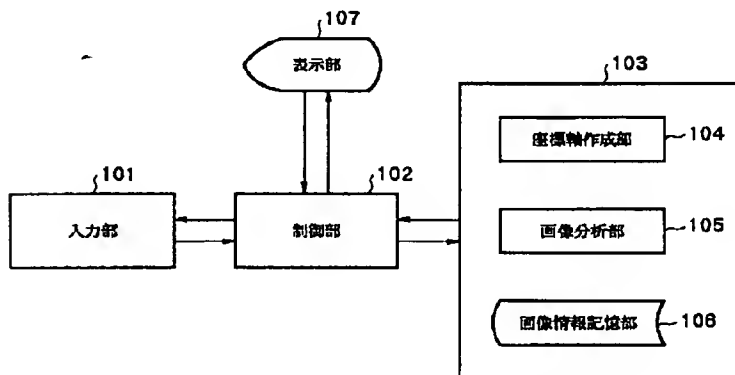 107
表示部
103
座標軸作成部
104
101
102
入力部
制御部
画像分析部
105
画像情報記憶部
106